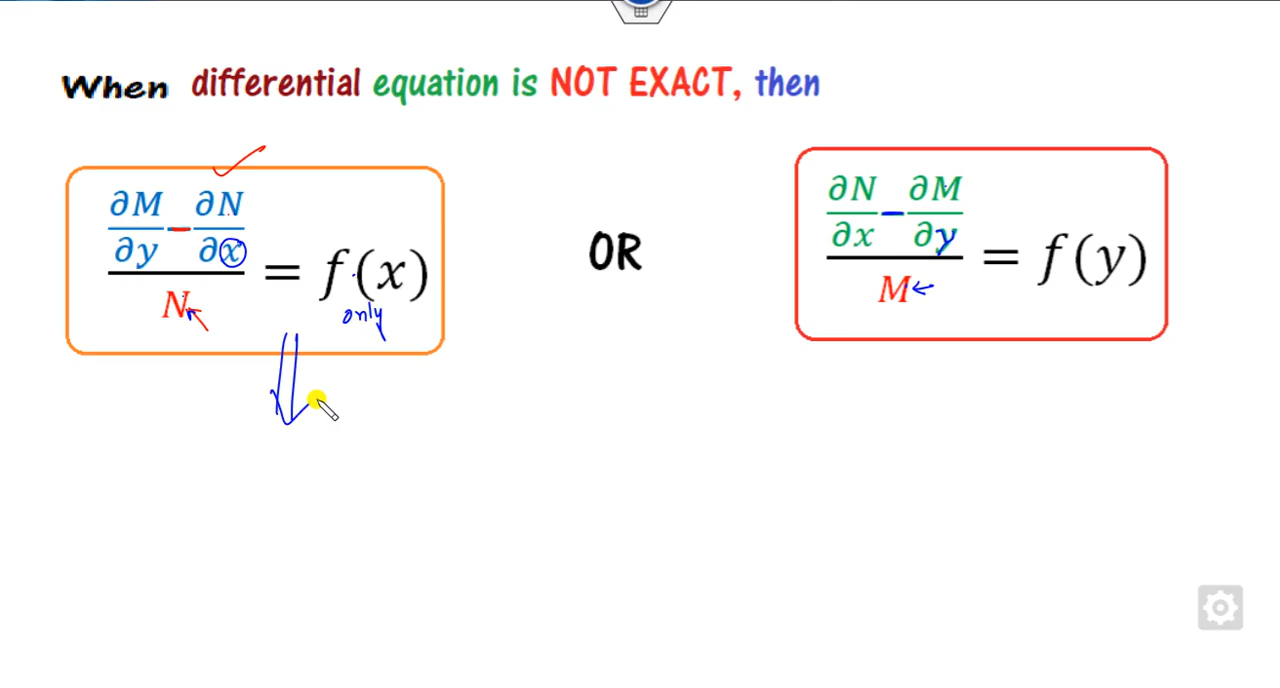 When differential equation is NOT EXACT, then
∂M/∂y - ∂N/∂x
N
= f(x)
only
OR
∂N/∂x - ∂M/∂y
M
= f(y)